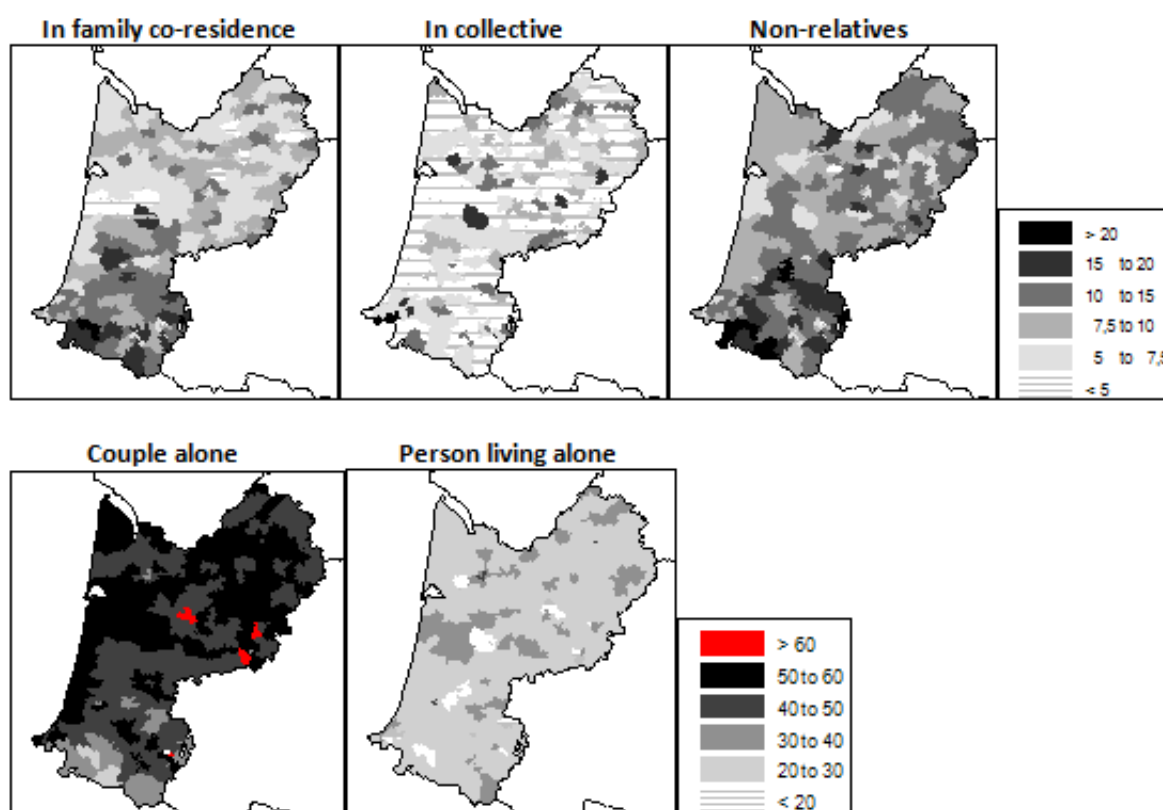 In family co-residence
In collective
Non-relatives
> 20
15 to 20
10 to 15
7,5 to 10
5 to 7,5
< 5
Couple alone
Person living alone
> 60
50 to 60
40 to 50
30 to 40
20 to 30
< 20